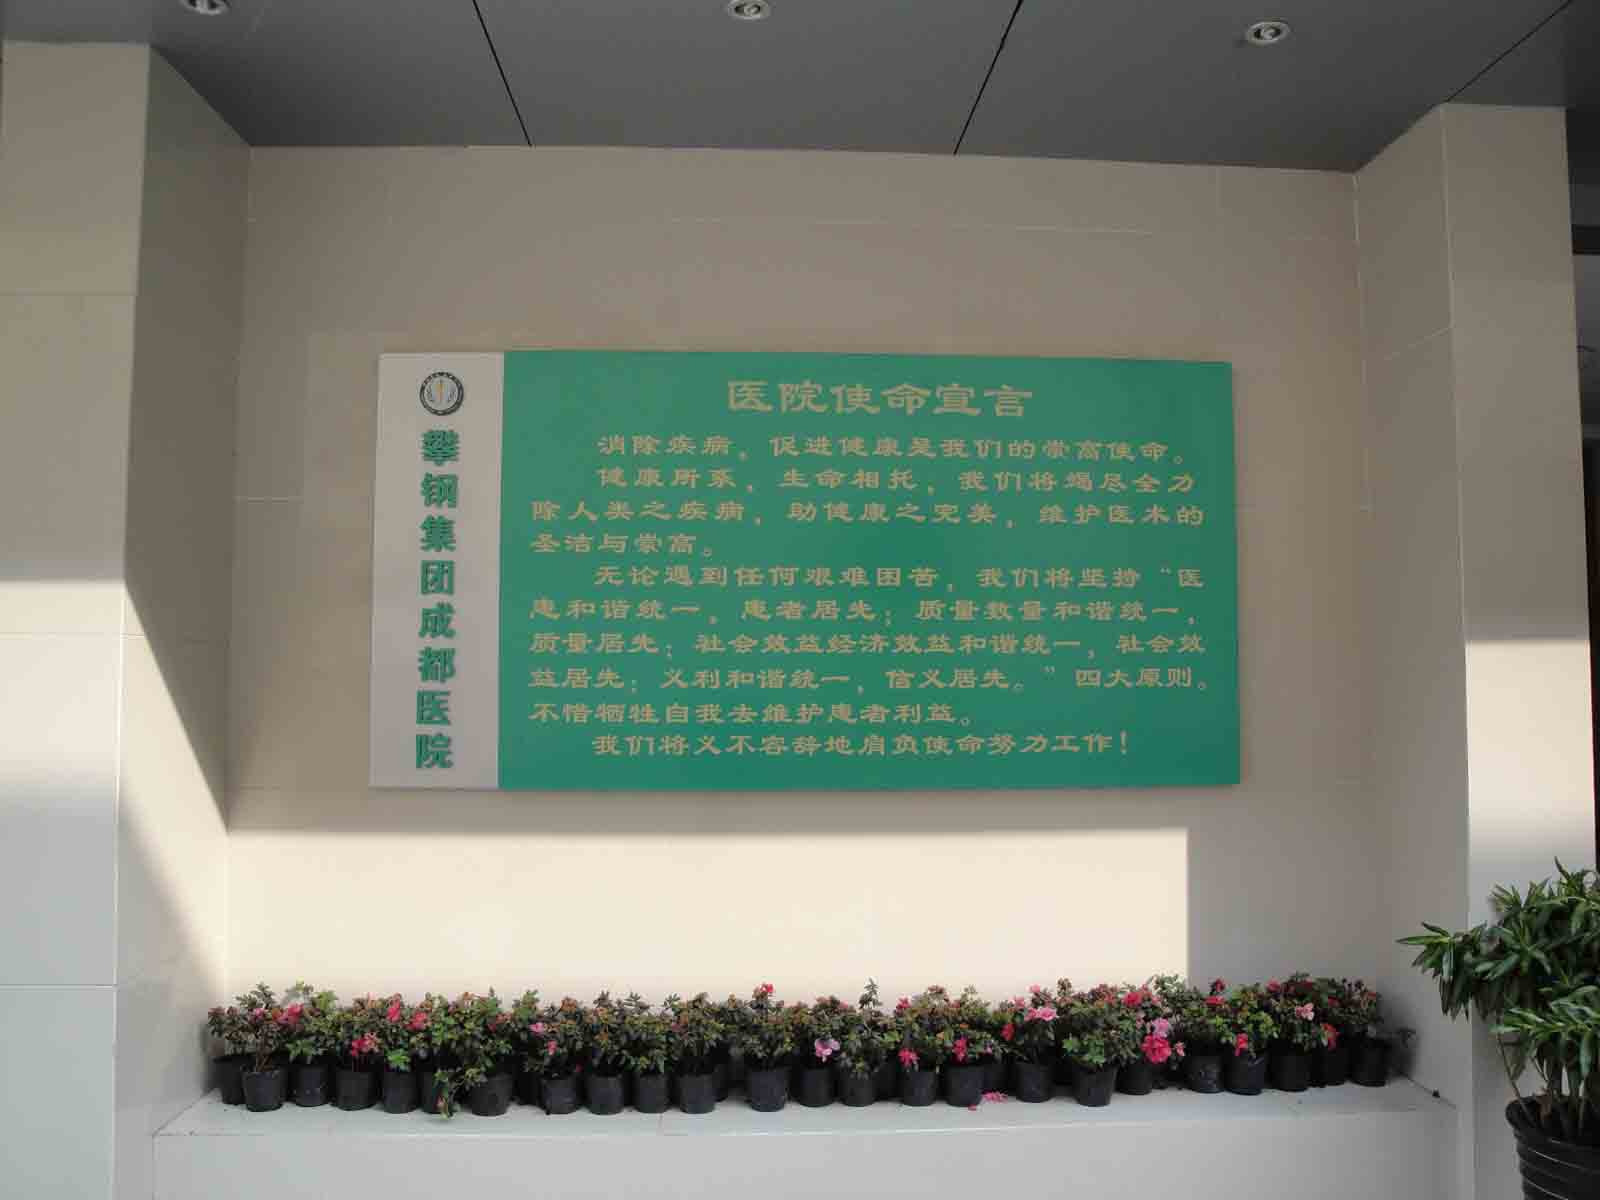 攀钢集团成都医院
医院使命宣言
消除疾病，促进健康是我们的崇高使命。
健康所系，生命相托，我们将竭尽全力
除人类之疾病，助健康之完美，维护医术的
圣洁与崇高。
无论遇到任何艰难困苦，我们将坚持“医
患和谐统一，患者居先；质量数量和谐统一，
质量居先；社会效益经济效益和谐统一，社会效
益居先；义利和谐统一，信义居先。”四大原则。
不惜牺牲自我去维护患者利益。
我们将义不容辞地肩负使命努力工作！